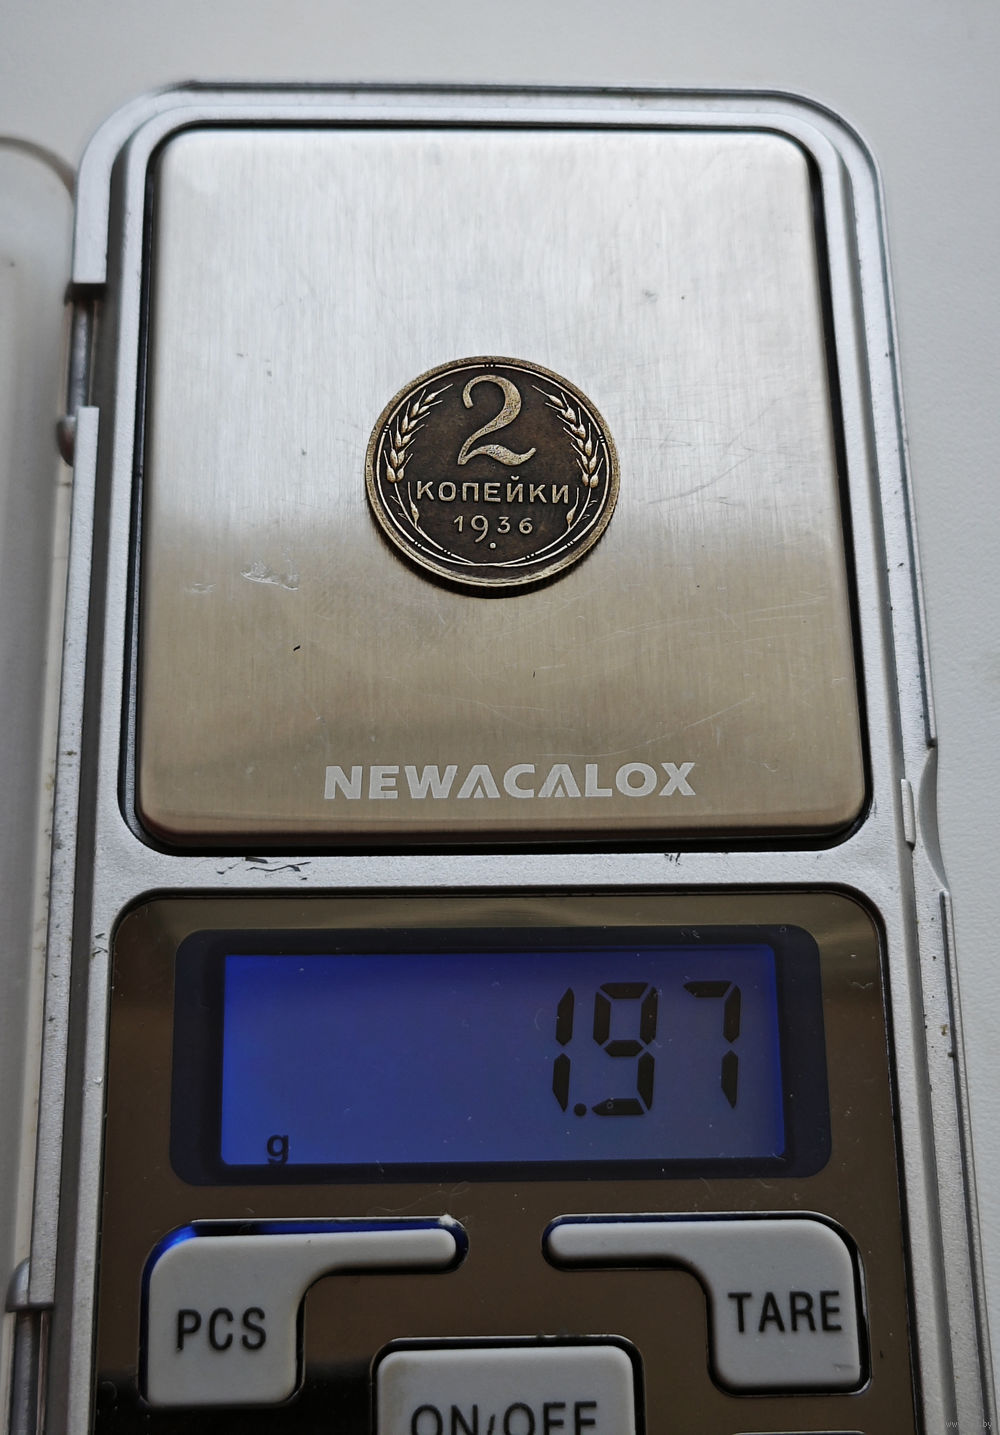 2
КОПЕЙКИ
1936
NEWACALOX
1.97
g
PCS
TARE
ON/OFF